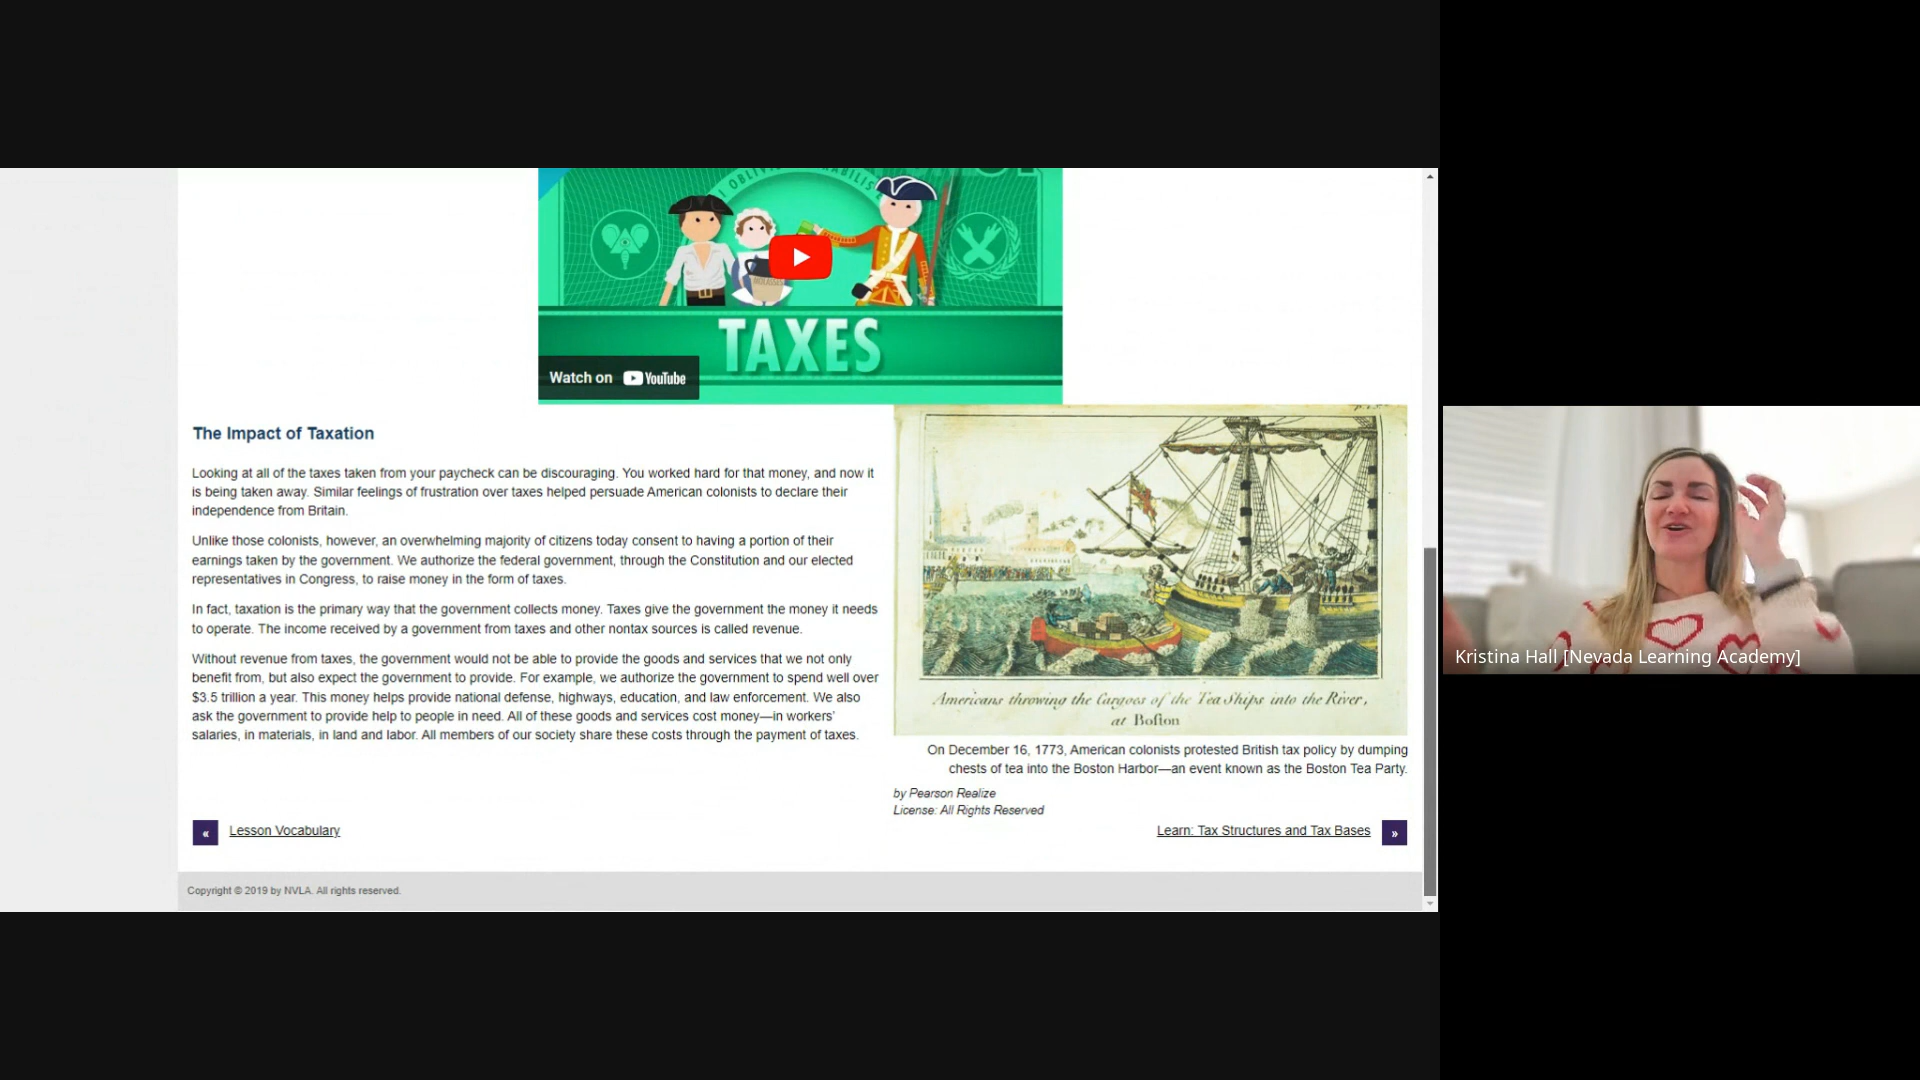 TAXES
Watch on YouTube
The Impact of Taxation
Looking at all of the taxes taken from your paycheck can be discouraging. You worked hard for that money, and now it
is being taken away. Similar feelings of frustration over taxes helped persuade American colonists to declare their
independence from Britain.
Unlike those colonists, however, an overwhelming majority of citizens today consent to having a portion of their
earnings taken by the government. We authorize the federal government, through the Constitution and our elected
representatives in Congress, to raise money in the form of taxes.
In fact, taxation is the primary way that the government collects money. Taxes give the government the money it needs
to operate. The income received by a government from taxes and other nontax sources is called revenue.
Without revenue from taxes, the government would not be able to provide the goods and services that we not only
benefit from, but also expect the government to provide. For example, we authorize the government to spend well over
$3.5 trillion a year. This money helps provide national defense, highways, education, and law enforcement. We also
ask the government to provide help to people in need. All of these goods and services cost money—in workers'
salaries, in materials, in land and labor. All members of our society share these costs through the payment of taxes.
Americans throwing the Cargoes of the Tea Ships into the River,
at Boston
On December 16, 1773, American colonists protested British tax policy by dumping
chests of tea into the Boston Harbor—an event known as the Boston Tea Party.
by Pearson Realize
License: All Rights Reserved
« Lesson Vocabulary
Learn: Tax Structures and Tax Bases »
Copyright © 2019 by NVLA. All rights reserved.
Kristina Hall [Nevada Learning Academy]